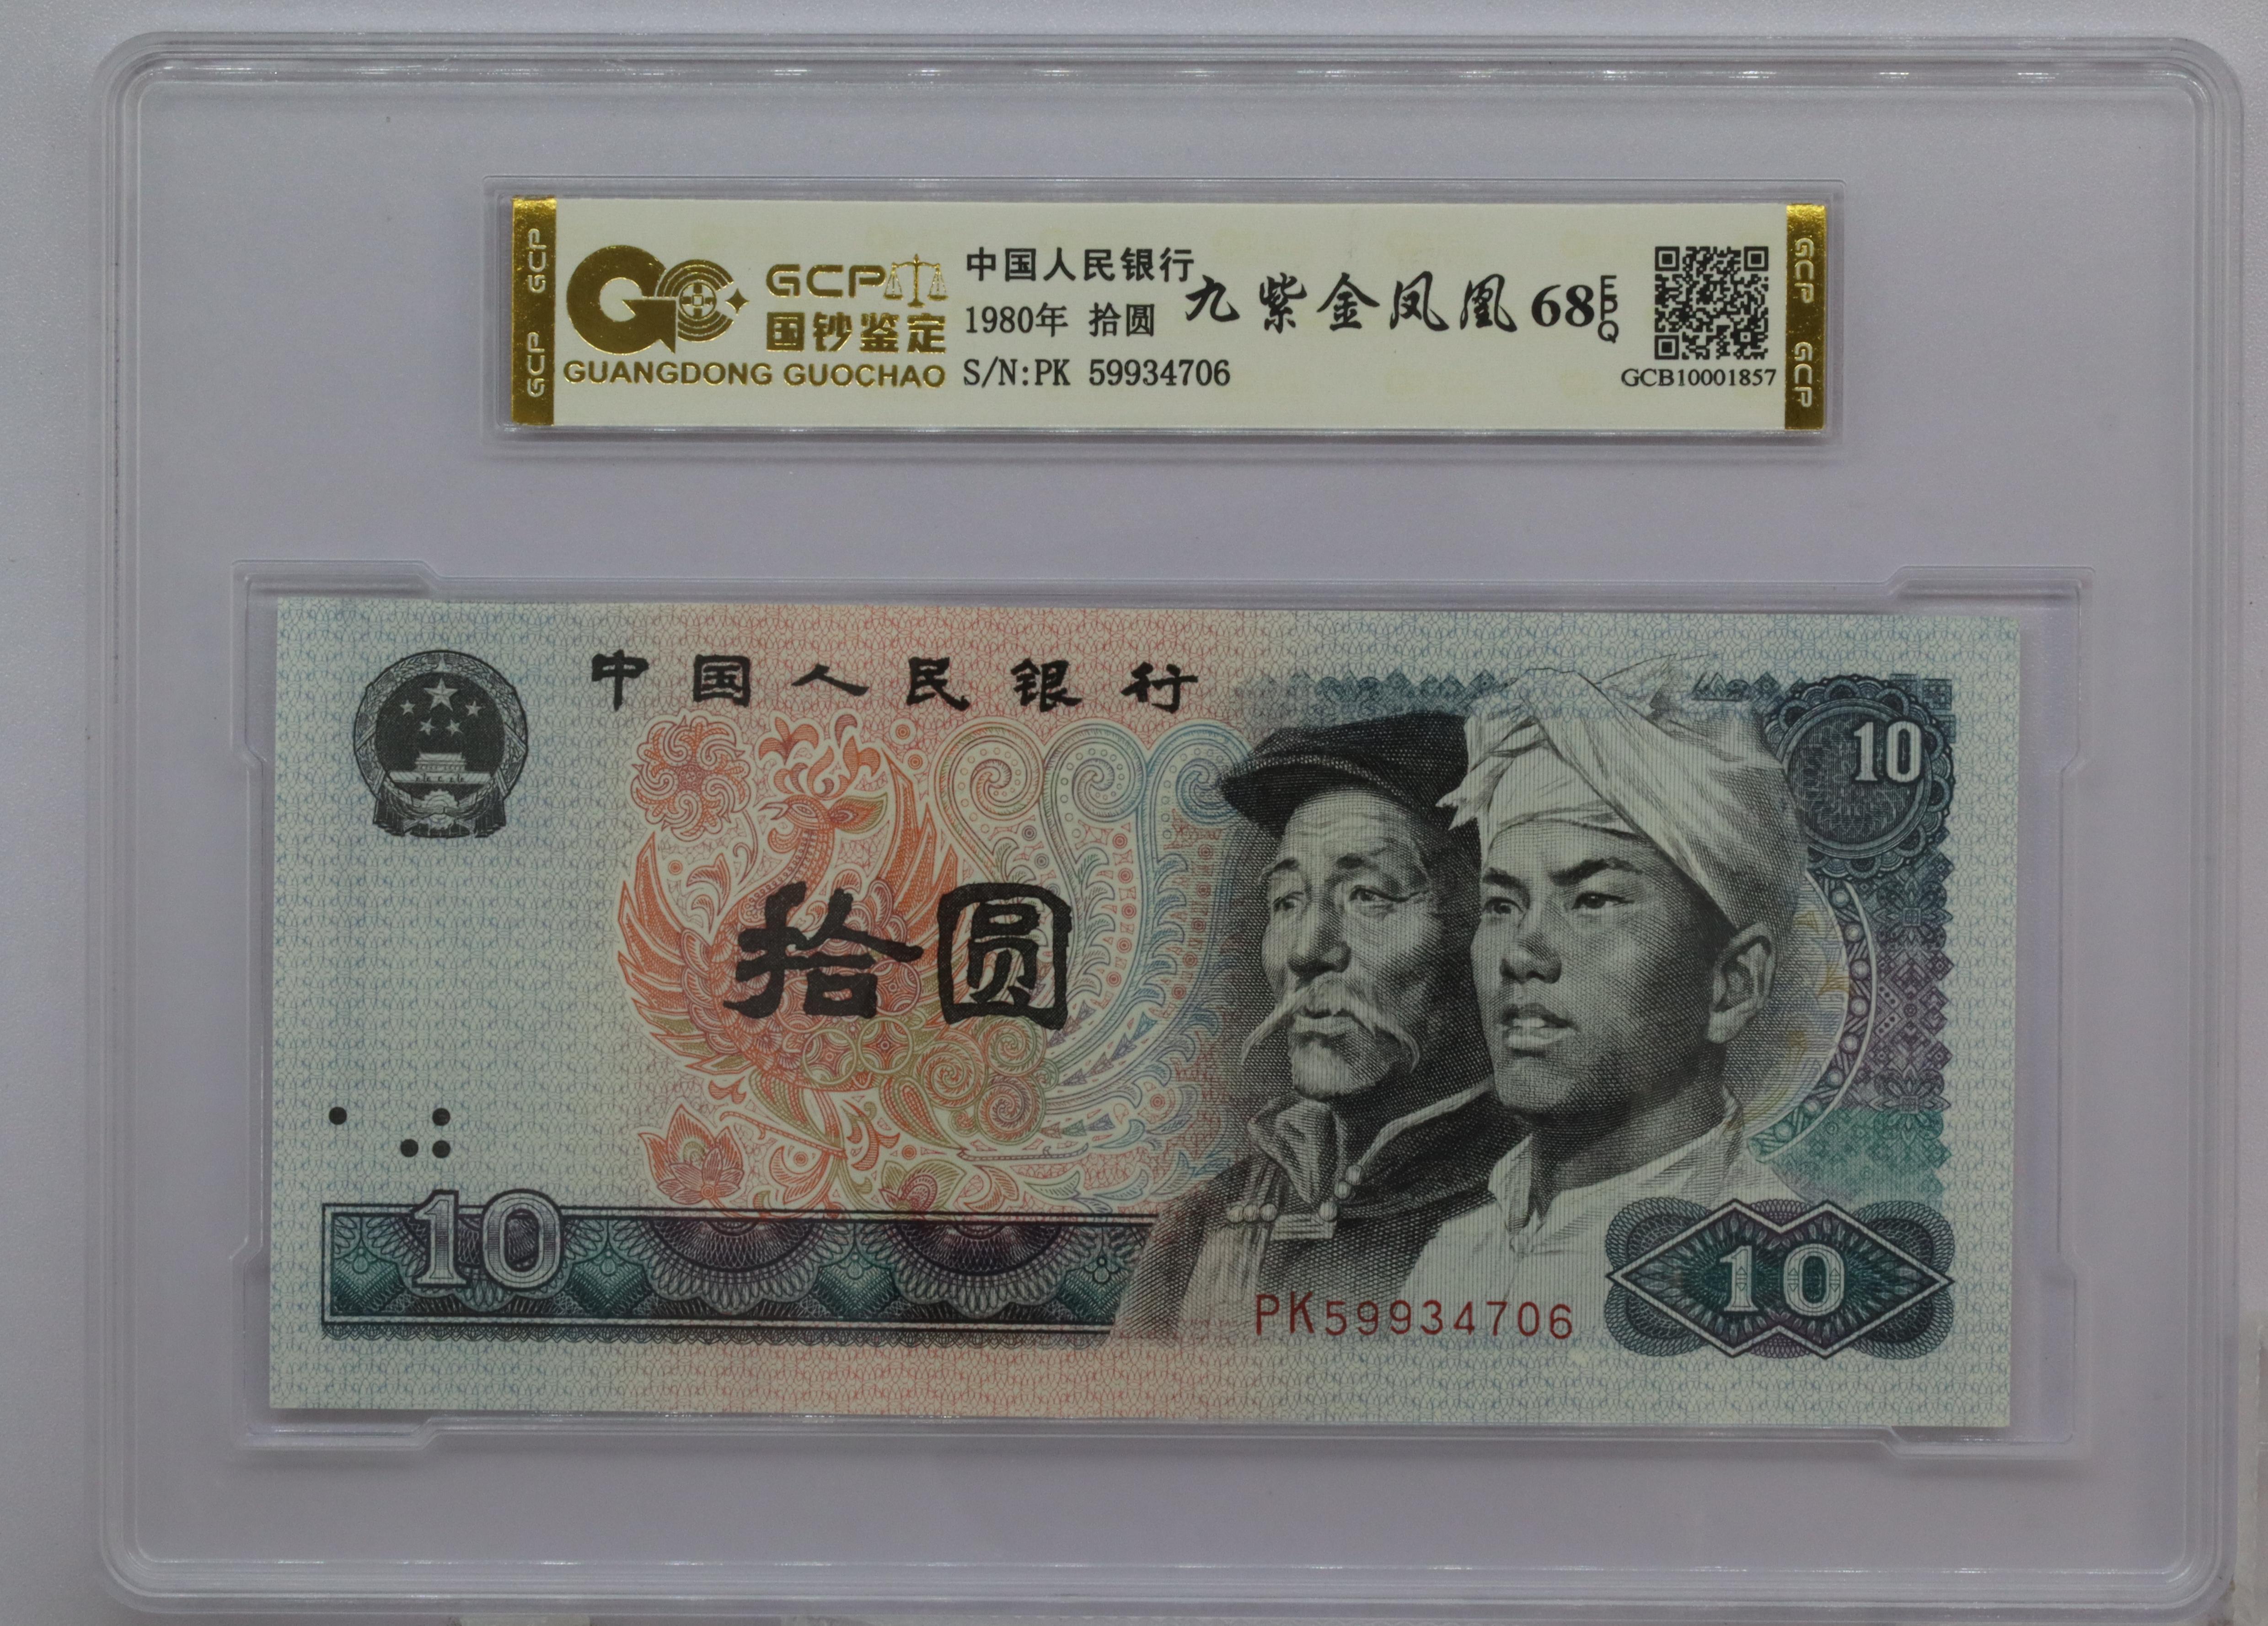 GCP
GCP
GCP
国钞鉴定
GUANGDONG GUOCHAO
中国人民银行
1980年 拾圆
S/N:PK 59934706
九紫金凤凰 68
EPQ
GCB10001857
GCP
GCP
中国人民银行
10
拾圆
10
PK59934706
10